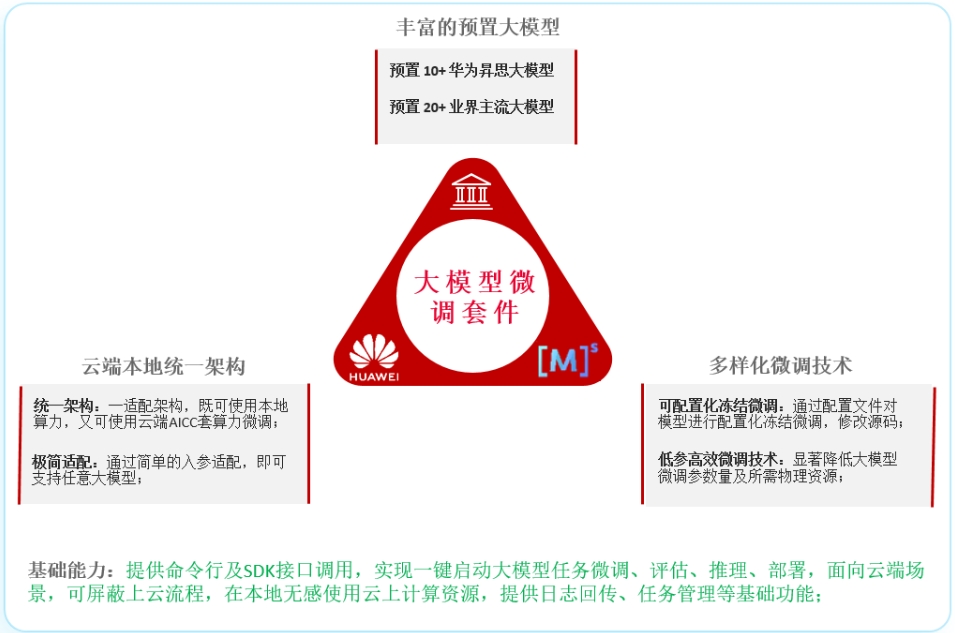 丰富的预置大模型
预置 10+ 华为昇思大模型
预置 20+ 业界主流大模型
大模型微
调套件
HUAWEI
[M]s
云端本地统一架构
统一架构：一适配架构，既可使用本地
算力，又可使用云端AICC套算力微调；
极简适配：通过简单的入参适配，即可
支持任意大模型；
多样化微调技术
可配置化冻结微调：通过配置文件对
模型进行配置化冻结微调，修改源码；
低参高效微调技术：显著降低大模型
微调参数量及所需物理资源；
基础能力：提供命令行及SDK接口调用，实现一键启动大模型任务微调、评估、推理、部署，面向云端场
景，可屏蔽上云流程，在本地无感使用云上计算资源，提供日志回传、任务管理等基础功能；